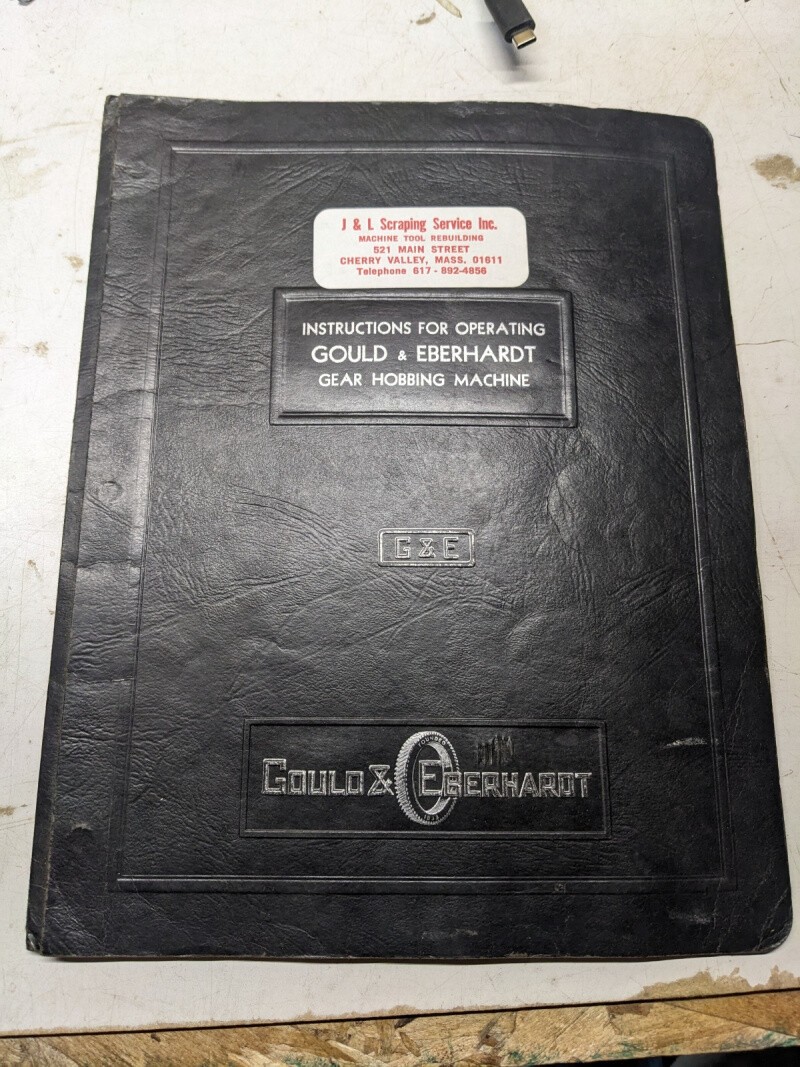 J & L Scraping Service Inc.
MACHINE TOOL REBUILDING
521 MAIN STREET
CHERRY VALLEY, MASS. 01611
Telephone 617 - 892-4856
INSTRUCTIONS FOR OPERATING
GOULD & EBERHARDT
GEAR HOBBING MACHINE
G & E
FOUNDED
GOULD & EBERHARDT